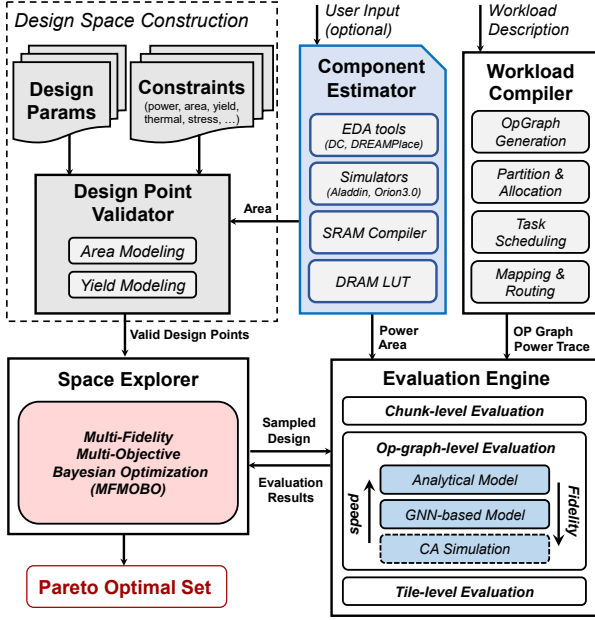 Design Space Construction
Design
Params
Constraints
(power, area, yield,
thermal, stress, ...)
Design Point
Validator
Area Modeling
Yield Modeling
User Input
(optional)
Component
Estimator
EDA tools
(DC, DREAMPlace)
Simulators
(Aladdin, Orion3.0)
SRAM Compiler
DRAM LUT
Workload
Description
Workload
Compiler
OpGraph
Generation
Partition &
Allocation
Task
Scheduling
Mapping &
Routing
Area
Valid Design Points
Power
Area
OP Graph
Power Trace
Space Explorer
Multi-Fidelity
Multi-Objective
Bayesian Optimization
(MFMOBO)
Sampled
Design
Evaluation
Results
Evaluation Engine
Chunk-level Evaluation
Op-graph-level Evaluation
speed
Analytical Model
GNN-based Model
CA Simulation
Fidelity
Tile-level Evaluation
Pareto Optimal Set